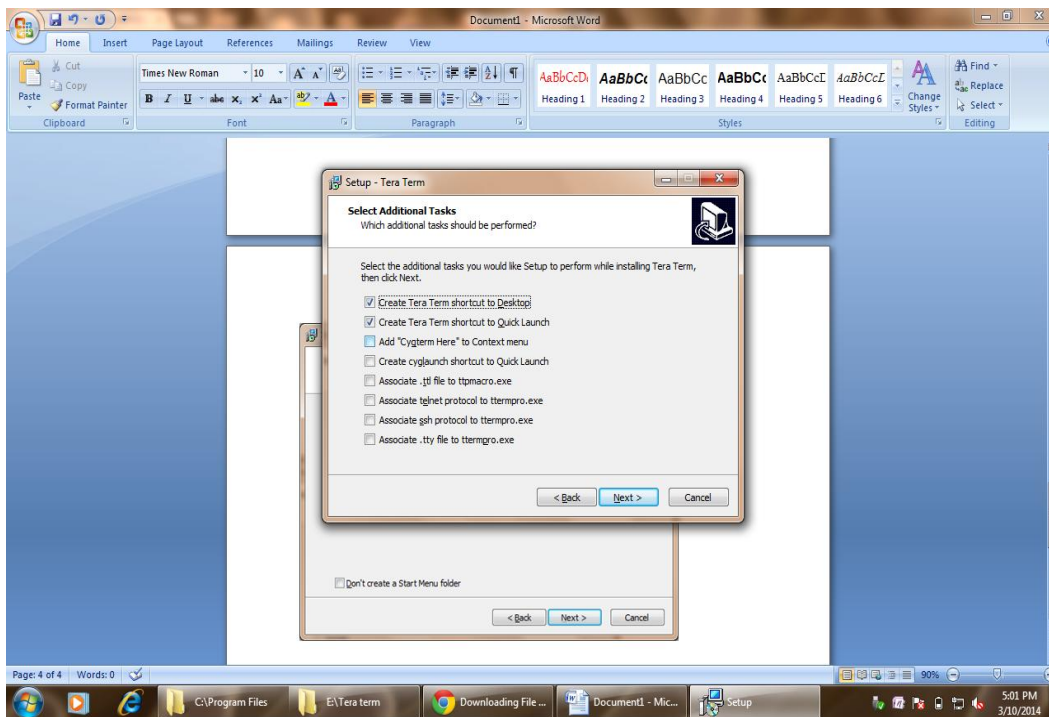 Document1 - Microsoft Word
Home Insert Page Layout References Mailings Review View
Paste
Cut
Copy
Format Painter
Clipboard
Times New Roman 10
B I U abc x₂ x² Aa
Font
Paragraph
AaBbCcDı AaBbCc AaBbCc AaBbCc AaBbCcD AaBbCcD
Heading 1 Heading 2 Heading 3 Heading 4 Heading 5 Heading 6
Change
Styles
Styles
Find
Replace
Select
Editing
Setup - Tera Term
Select Additional Tasks
Which additional tasks should be performed?
Select the additional tasks you would like Setup to perform while installing Tera Term,
then click Next.
Create Tera Term shortcut to Desktop
Create Tera Term shortcut to Quick Launch
Add "Cygterm Here" to Context menu
Create cyglaunch shortcut to Quick Launch
Associate .ttl file to ttpmacro.exe
Associate telnet protocol to ttermpro.exe
Associate ssh protocol to ttermpro.exe
Associate .tty file to ttermpro.exe
< Back Next > Cancel
Don't create a Start Menu folder
< Back Next > Cancel
Page: 4 of 4 Words: 0 90%
C:\Program Files E:\Tera term Downloading File ... Document1 - Mic... Setup
5:01 PM
3/10/2014